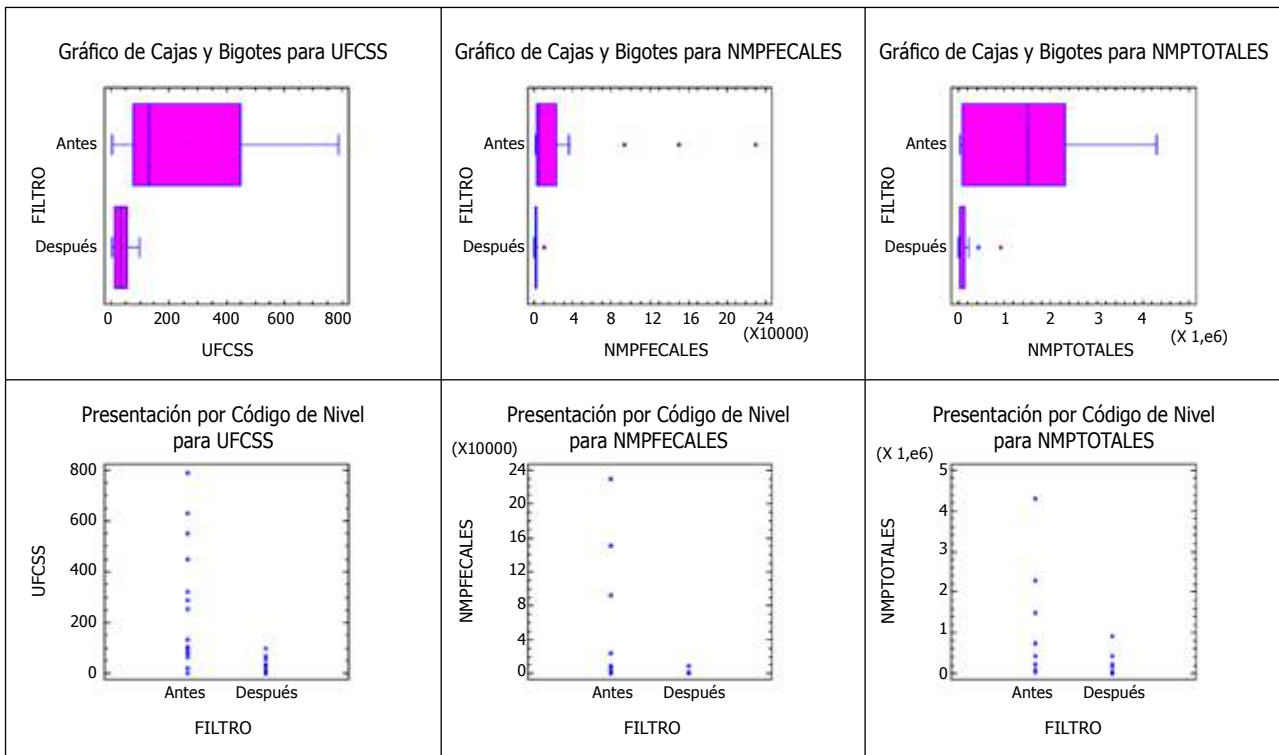 Gráfico de Cajas y Bigotes para UFCSS
FILTRO
Antes
Después
0 200 400 600 800
UFCSS
Gráfico de Cajas y Bigotes para NMPFECALES
FILTRO
Antes
Después
0 4 8 12 16 20 24
(X10000)
NMPFECALES
Gráfico de Cajas y Bigotes para NMPTOTALES
FILTRO
Antes
Después
0 1 2 3 4 5
(X 1,e6)
NMPTOTALES
Presentación por Código de Nivel
para UFCSS
UFCSS
800
600
400
200
0
Antes Después
FILTRO
Presentación por Código de Nivel
para NMPFECALES
(X10000)
NMPFECALES
24
20
16
12
8
4
0
Antes Después
FILTRO
Presentación por Código de Nivel
para NMPTOTALES
(X 1,e6)
NMPTOTALES
5
4
3
2
1
0
Antes Después
FILTRO